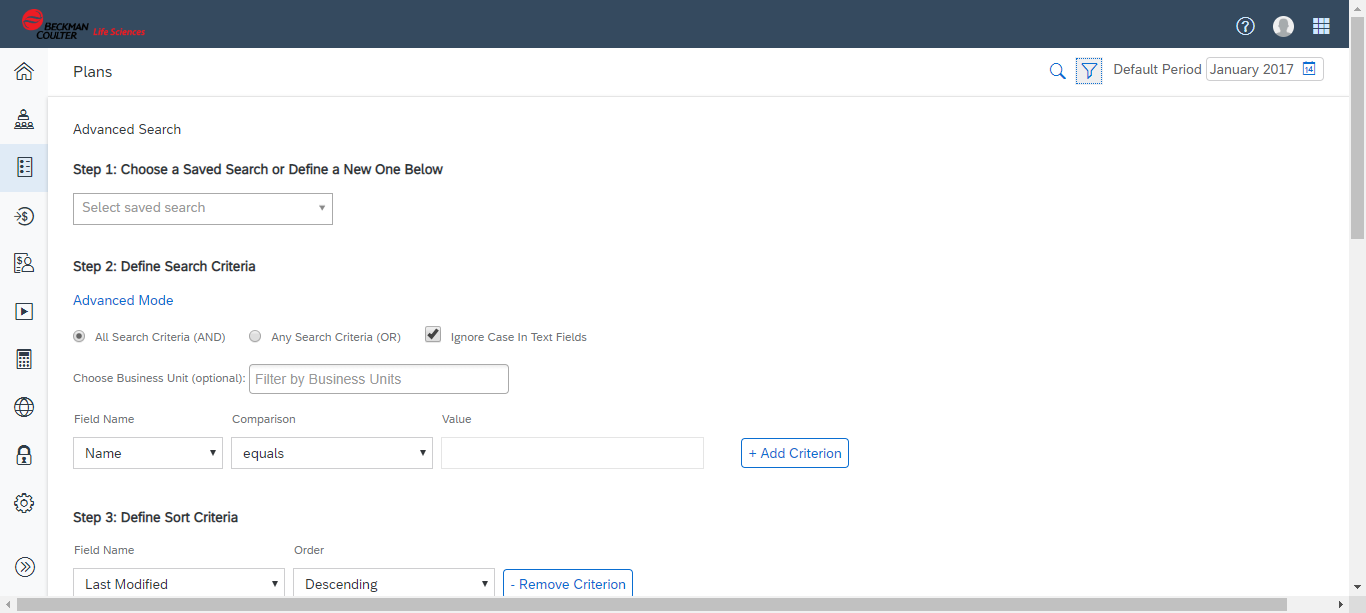 BECKMAN
COULTER Life Sciences
?
Plans
Default Period January 2017 14
Advanced Search
Step 1: Choose a Saved Search or Define a New One Below
Select saved search
Step 2: Define Search Criteria
Advanced Mode
All Search Criteria (AND) Any Search Criteria (OR) Ignore Case In Text Fields
Choose Business Unit (optional): Filter by Business Units
Field Name Comparison Value
Name equals + Add Criterion
Step 3: Define Sort Criteria
Field Name Order
Last Modified Descending - Remove Criterion